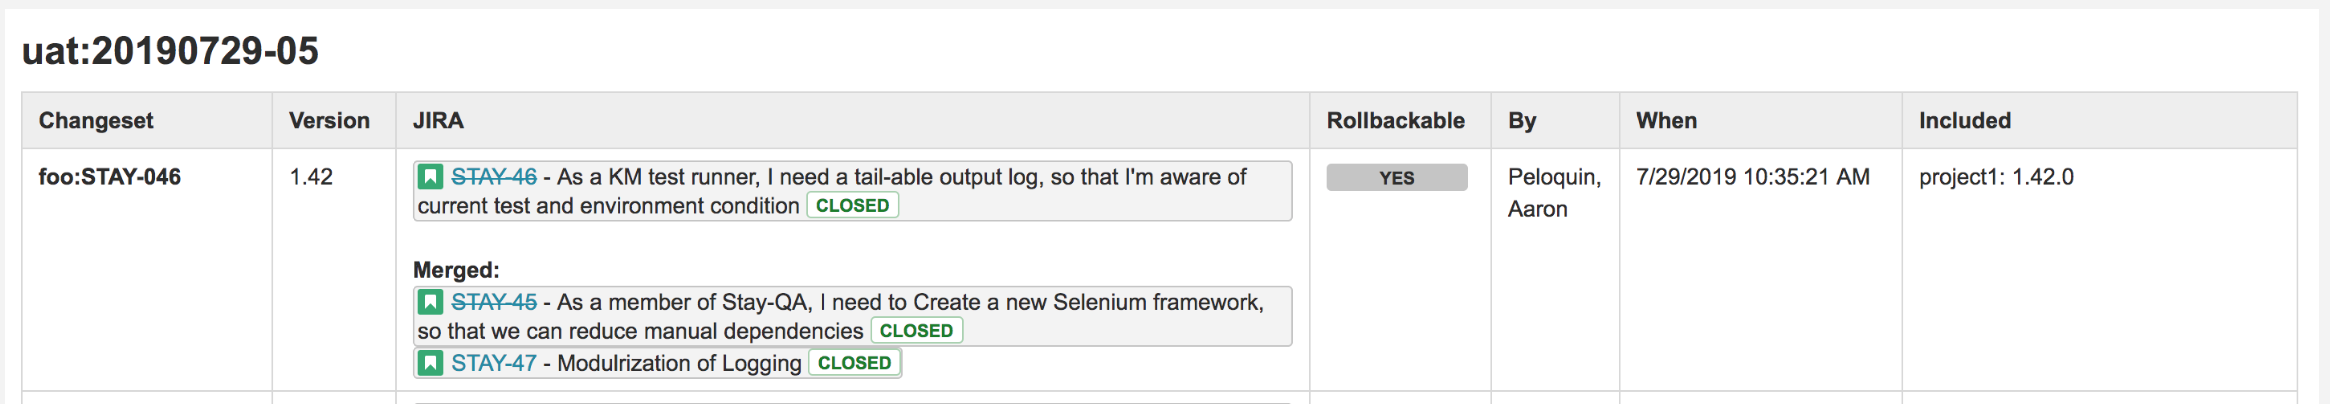 uat:20190729-05
Changeset Version JIRA Rollbackable By When Included
foo:STAY-046 1.42 STAY-46 - As a KM test runner, I need a tail-able output log, so that I'm aware of YES Peloquin, 7/29/2019 10:35:21 AM project1: 1.42.0
current test and environment condition CLOSED Aaron
Merged:
STAY-45 - As a member of Stay-QA, I need to Create a new Selenium framework,
so that we can reduce manual dependencies CLOSED
STAY-47 - Modulrization of Logging CLOSED